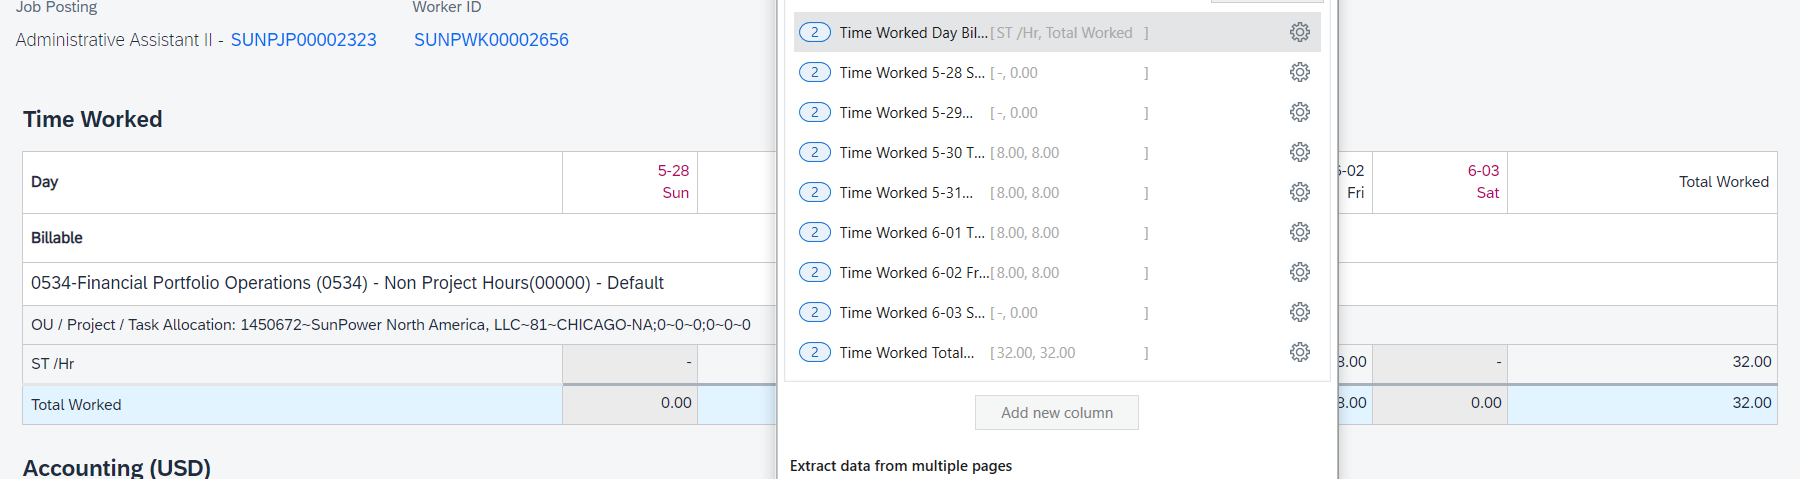 Job Posting
Worker ID
Administrative Assistant II - SUNPJP00002323
SUNPWK00002656
Time Worked
Day
5-28
Sun
Billable
0534-Financial Portfolio Operations (0534) - Non Project Hours(00000) - Default
OU / Project / Task Allocation: 1450672~SunPower North America, LLC~81~CHICAGO-NA;0~0~0;0~0~0
ST /Hr
-
Total Worked
0.00
Accounting (USD)
2 Time Worked Day Bil... [ST /Hr, Total Worked ]
2 Time Worked 5-28 S... [-, 0.00 ]
2 Time Worked 5-29... [-, 0.00 ]
2 Time Worked 5-30 T... [8.00, 8.00 ]
2 Time Worked 5-31... [8.00, 8.00 ]
2 Time Worked 6-01 T... [8.00, 8.00 ]
2 Time Worked 6-02 Fr... [8.00, 8.00 ]
2 Time Worked 6-03 S... [-, 0.00 ]
2 Time Worked Total... [32.00, 32.00 ]
Add new column
Extract data from multiple pages
-02
Fri
6-03
Sat
Total Worked
.00
-
32.00
.00
0.00
32.00